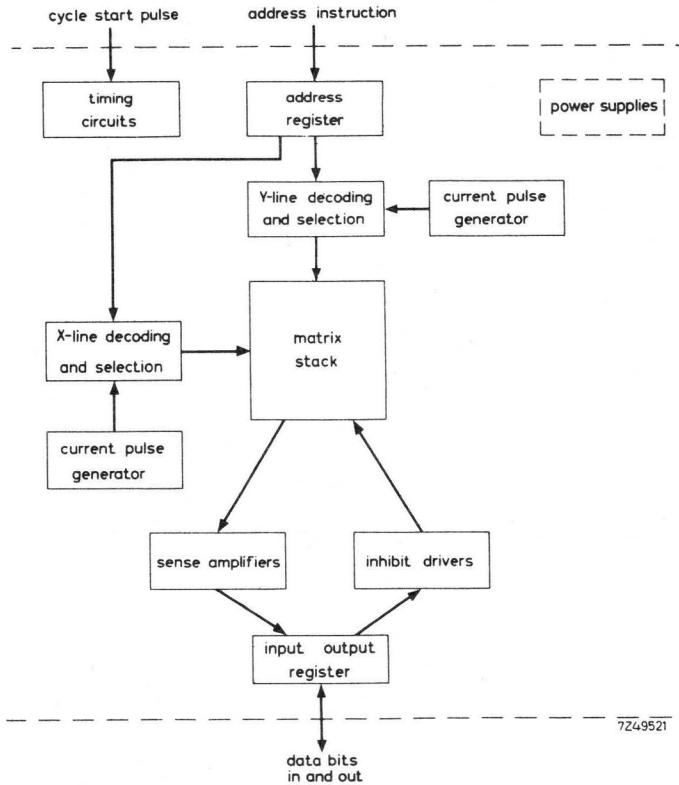 cycle start pulse
address instruction
timing
circuits
address
register
power supplies
Y-line decoding
and selection
current pulse
generator
X-line decoding
and selection
matrix
stack
current pulse
generator
sense amplifiers
inhibit drivers
input output
register
7Z49521
data bits
in and out